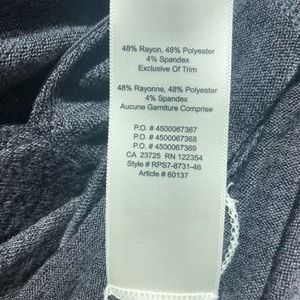 48% Rayon, 48% Polyester
4% Spandex
Exclusive Of Trim
48% Rayonne, 48% Polyester
4% Spandex
Aucune Garniture Comprise
P.O. # 4500067367
P.O. # 4500067368
P.O. # 4500067369
CA 23725 RN 122354
Style # RPS7-8731-46
Article # 60137